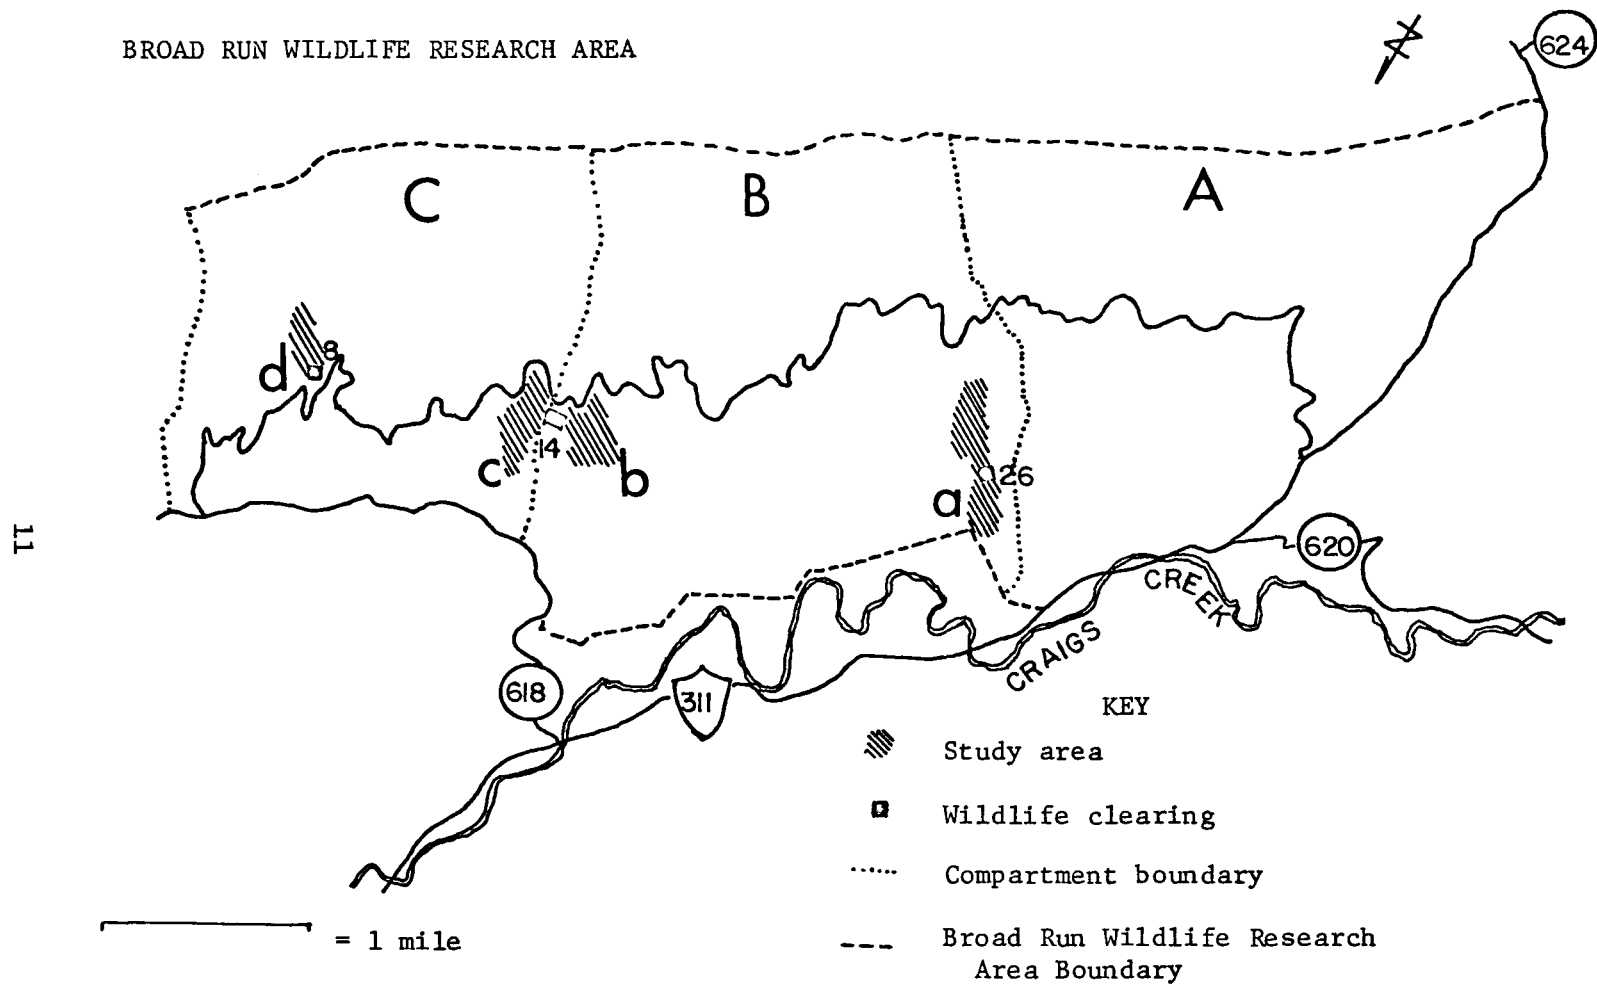 BROAD RUN WILDLIFE RESEARCH AREA
N
624
C
B
A
d
8
c
14
b
a
26
620
CREEK
CRAIGS
618
311
11
KEY
Study area
Wildlife clearing
Compartment boundary
Broad Run Wildlife Research
Area Boundary
= 1 mile